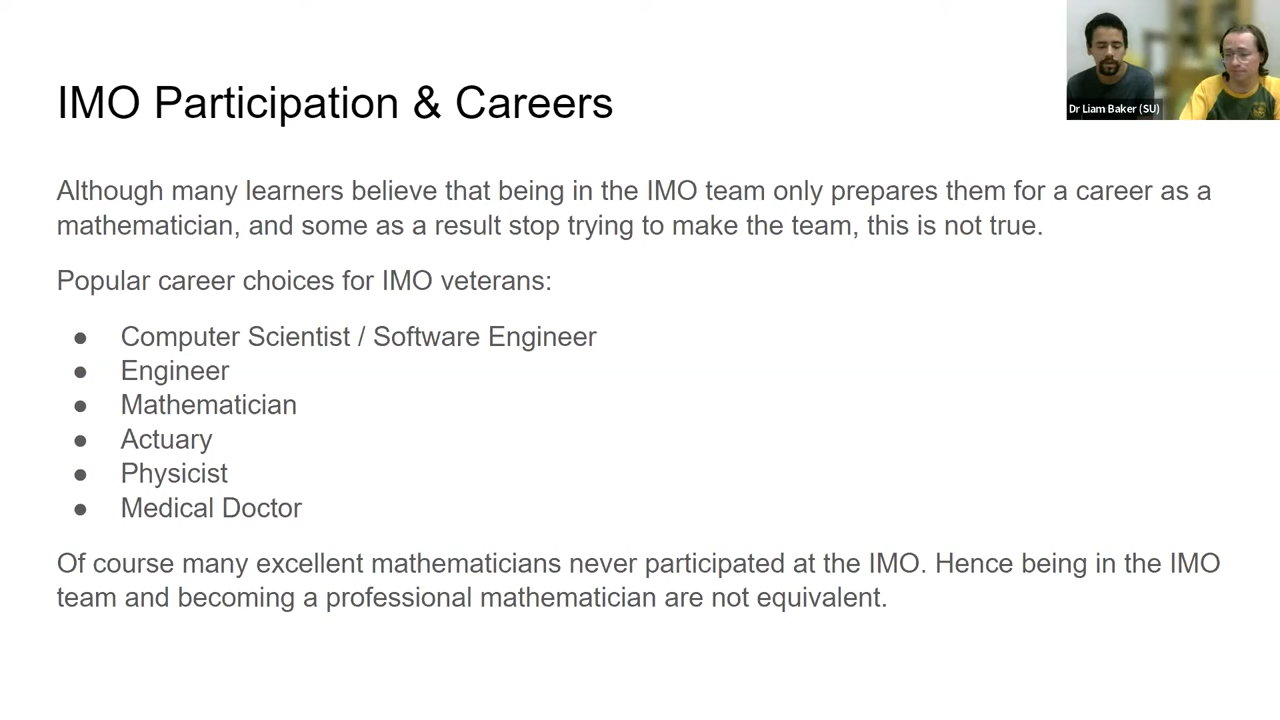 IMO Participation & Careers
Dr Liam Baker (SU)
Although many learners believe that being in the IMO team only prepares them for a career as a
mathematician, and some as a result stop trying to make the team, this is not true.
Popular career choices for IMO veterans:
● Computer Scientist / Software Engineer
● Engineer
● Mathematician
● Actuary
● Physicist
● Medical Doctor
Of course many excellent mathematicians never participated at the IMO. Hence being in the IMO
team and becoming a professional mathematician are not equivalent.